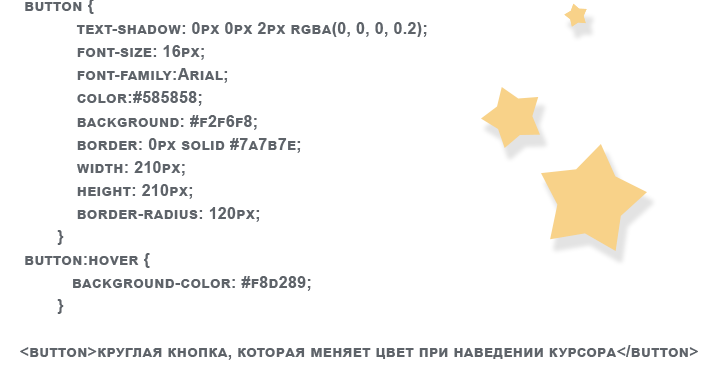 button {
text-shadow: 0px 0px 2px rgba(0, 0, 0, 0.2);
font-size: 16px;
font-family:Arial;
color:#585858;
background: #f2f6f8;
border: 0px solid #7a7b7e;
width: 210px;
height: 210px;
border-radius: 120px;
}
button:hover {
background-color: #f8d289;
}
<button>круглая кнопка, которая меняет цвет при наведении курсора</button>